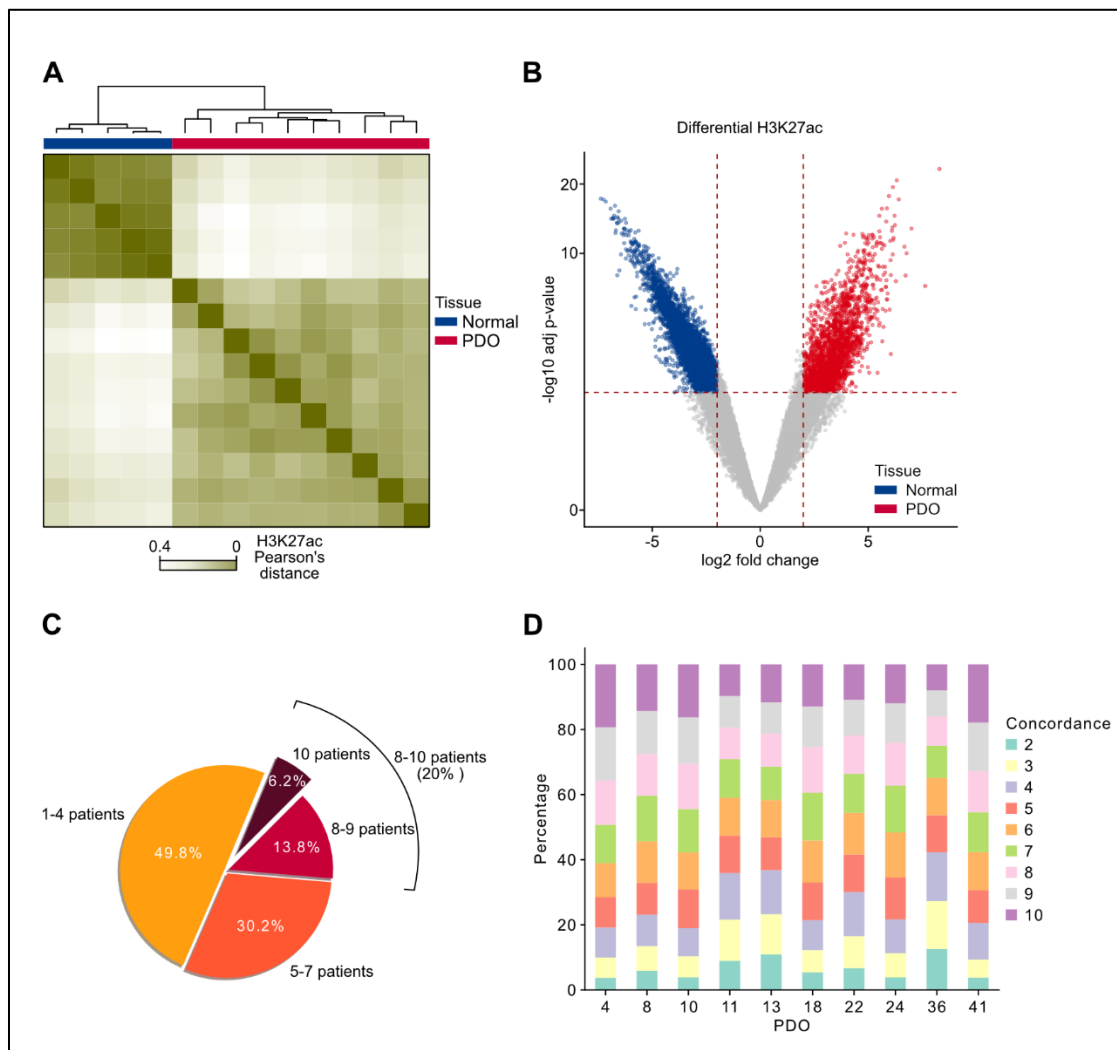 A
Tissue
Normal
PDO
0.4
0
H3K27ac
Pearson's
distance
B
Differential H3K27ac
20
10
0
-log10 adj p-value
Tissue
Normal
PDO
-5
0
5
log2 fold change
C
10 patients
8-10 patients
(20% )
6.2%
1-4 patients
8-9 patients
49.8%
13.8%
30.2%
5-7 patients
D
100
80
60
40
20
0
Percentage
4
8
10
11
13
18
22
24
36
41
PDO
Concordance
2
3
4
5
6
7
8
9
10